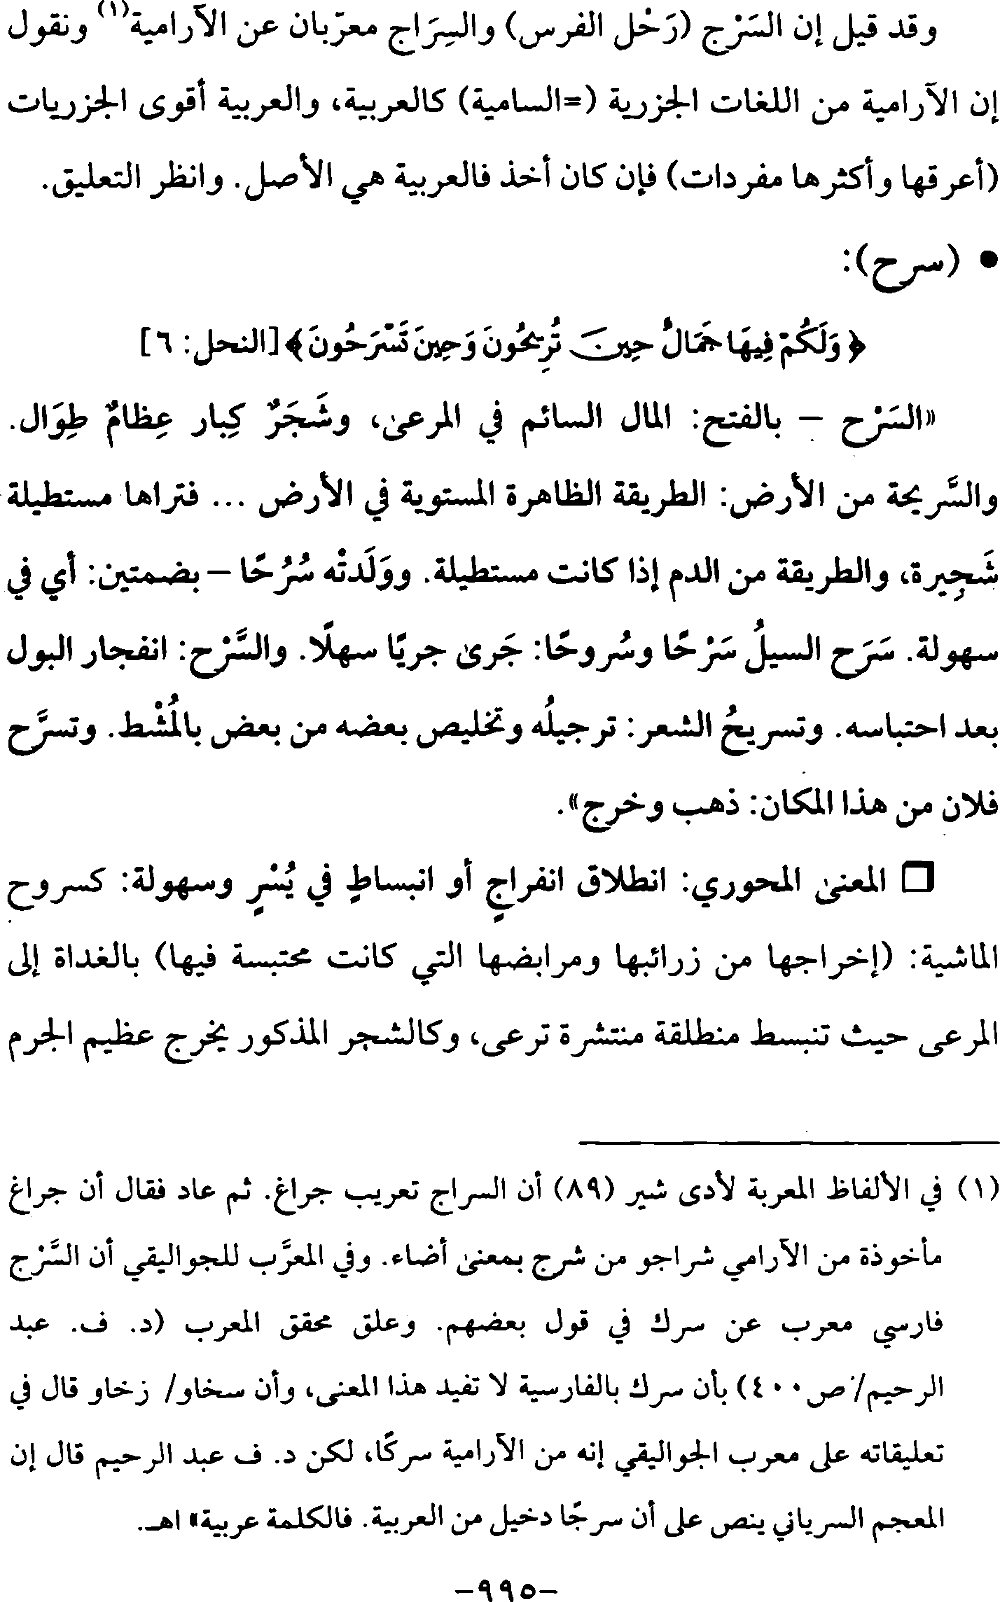 وقد قيل إن السَرْج (رَحْل الفرس) والسِرَاج معرّبان عن الآرامية(١) ونقول
إن الآرامية من اللغات الجزرية (=السامية) كالعربية، والعربية أقوى الجزريات
(أعرقها وأكثرها مفردات) فإن كان أخذ فالعربية هي الأصل. وانظر التعليق.
• (سرح):
﴿وَلَكُمْ فِيهَا جَمَالٌ حِينَ تُرِيحُونَ وَحِينَ تَسْرَحُونَ﴾ [النحل: ٦]
«السَرْح – بالفتح: المال السائم في المرعىٰ، وشَجَرٌ كِبار عِظامٌ طِوَال.
والسَّريحة من الأرض: الطريقة الظاهرة المستوية في الأرض ... فتراها مستطيلة
شَجِيرة، والطريقة من الدم إذا كانت مستطيلة. ووَلَدتْه سُرُحًا – بضمتين: أي في
سهولة. سَرَح السيلُ سَرْحًا وسُروحًا: جَرىٰ جريًا سهلًا. والسَّرْح: انفجار البول
بعد احتباسه. وتسريحُ الشعر: ترجيلُه وتخليص بعضه من بعض بالمُشْط. وتسرَّح
فلان من هذا المكان: ذهب وخرج».
❑ المعنىٰ المحوري: انطلاق انفراجٍ أو انبساطٍ في يُسْرٍ وسهولة: كسروح
الماشية: (إخراجها من زرائبها ومرابضها التي كانت محتبسة فيها) بالغداة إلى
المرعى حيث تنبسط منطلقة منتشرة ترعى، وكالشجر المذكور يخرج عظيم الجرم
(١) في الألفاظ المعربة لأدى شير (٨٩) أن السراج تعريب جراغ. ثم عاد فقال أن جراغ
مأخوذة من الآرامي شراجو من شرج بمعنىٰ أضاء. وفي المعرَّب للجواليقي أن السَّرْج
فارسي معرب عن سرك في قول بعضهم. وعلق محقق المعرب (د. ف. عبد
الرحيم/ ص٤٠٠) بأن سرك بالفارسية لا تفيد هذا المعنى، وأن سخاو/ زخاو قال في
تعليقاته على معرب الجواليقي إنه من الآرامية سركًا، لكن د. ف عبد الرحيم قال إن
المعجم السرياني ينص على أن سرجًا دخيل من العربية. فالكلمة عربية» اهـ.
-٩٩٥-